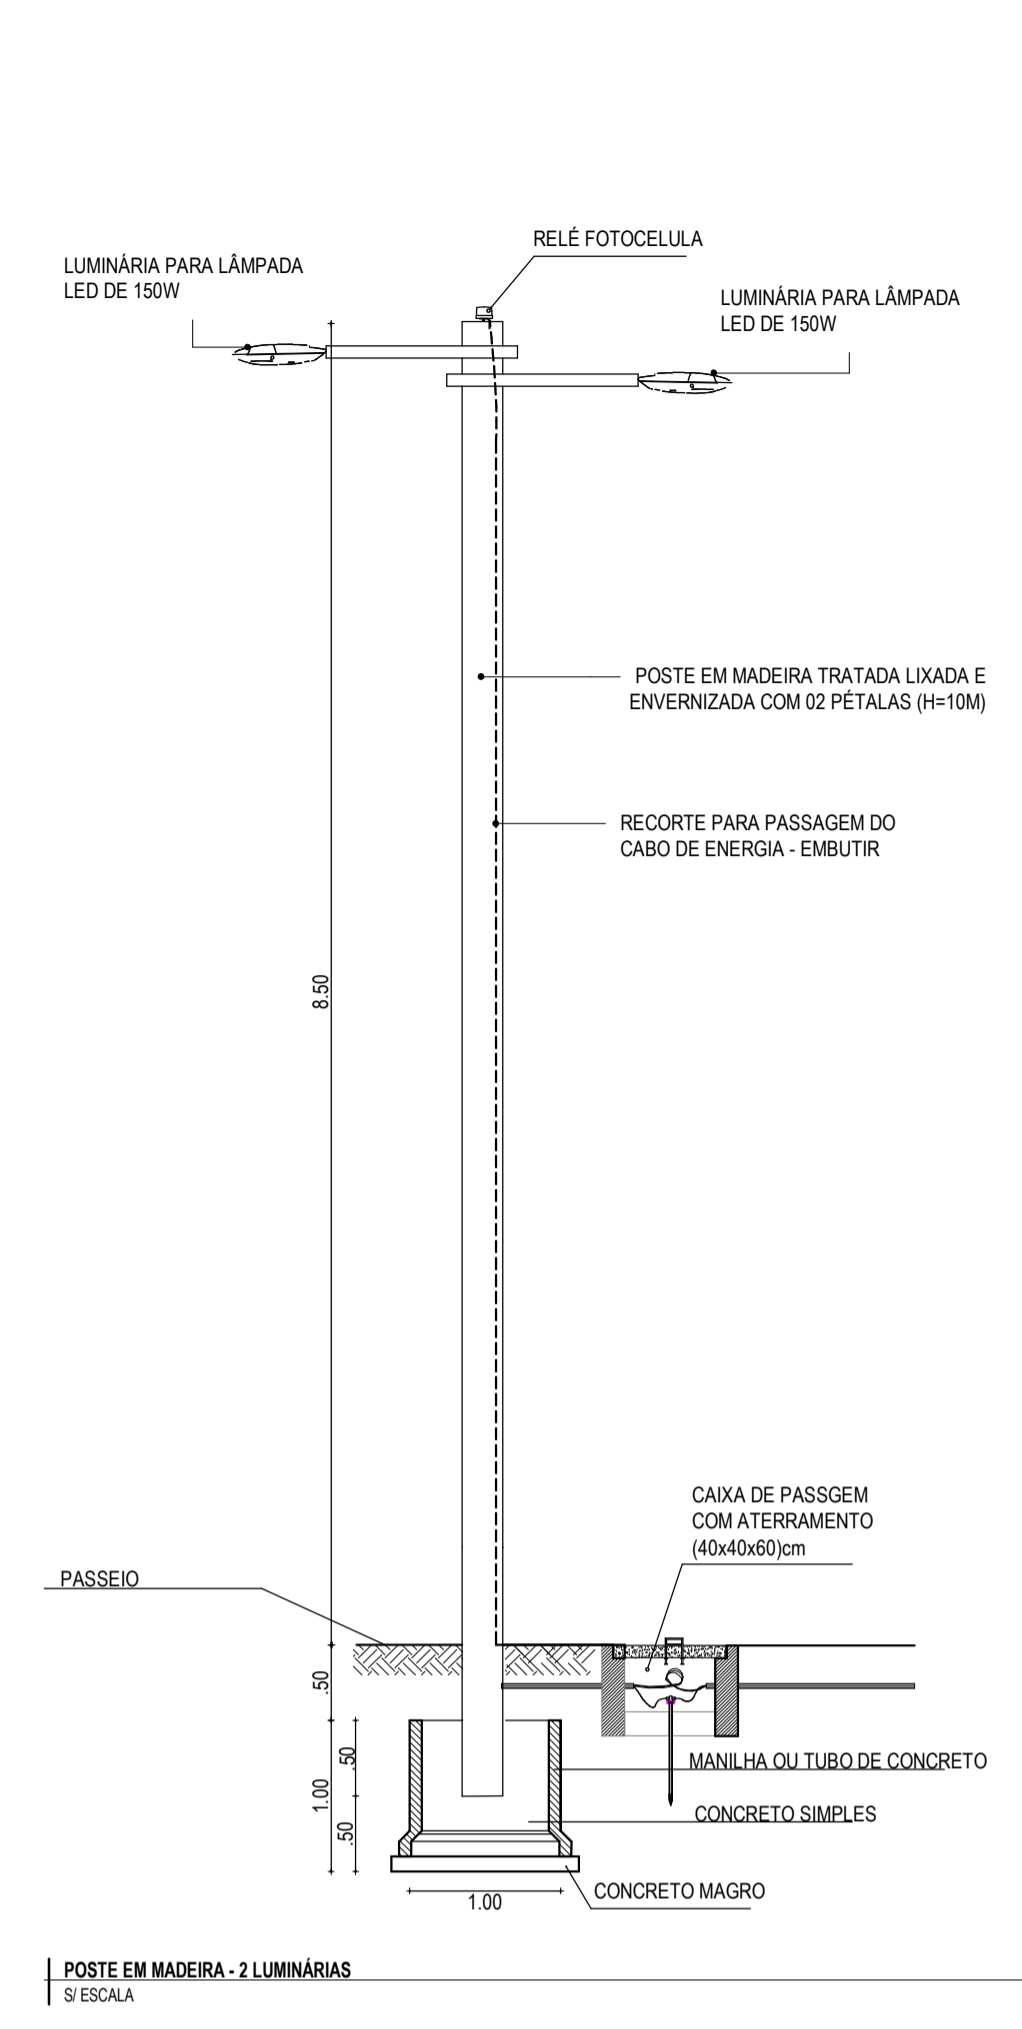 RELÉ FOTOCELULA
LUMINÁRIA PARA LÂMPADA
LED DE 150W
LUMINÁRIA PARA LÂMPADA
LED DE 150W
POSTE EM MADEIRA TRATADA LIXADA E
ENVERNIZADA COM 02 PÉTALAS (H=10M)
RECORTE PARA PASSAGEM DO
CABO DE ENERGIA - EMBUTIR
8.50
CAIXA DE PASSGEM
COM ATERRAMENTO
(40x40x60)cm
PASSEIO
.50
.50
1.00
.50
MANILHA OU TUBO DE CONCRETO
CONCRETO SIMPLES
CONCRETO MAGRO
1.00
POSTE EM MADEIRA - 2 LUMINÁRIAS
S/ ESCALA